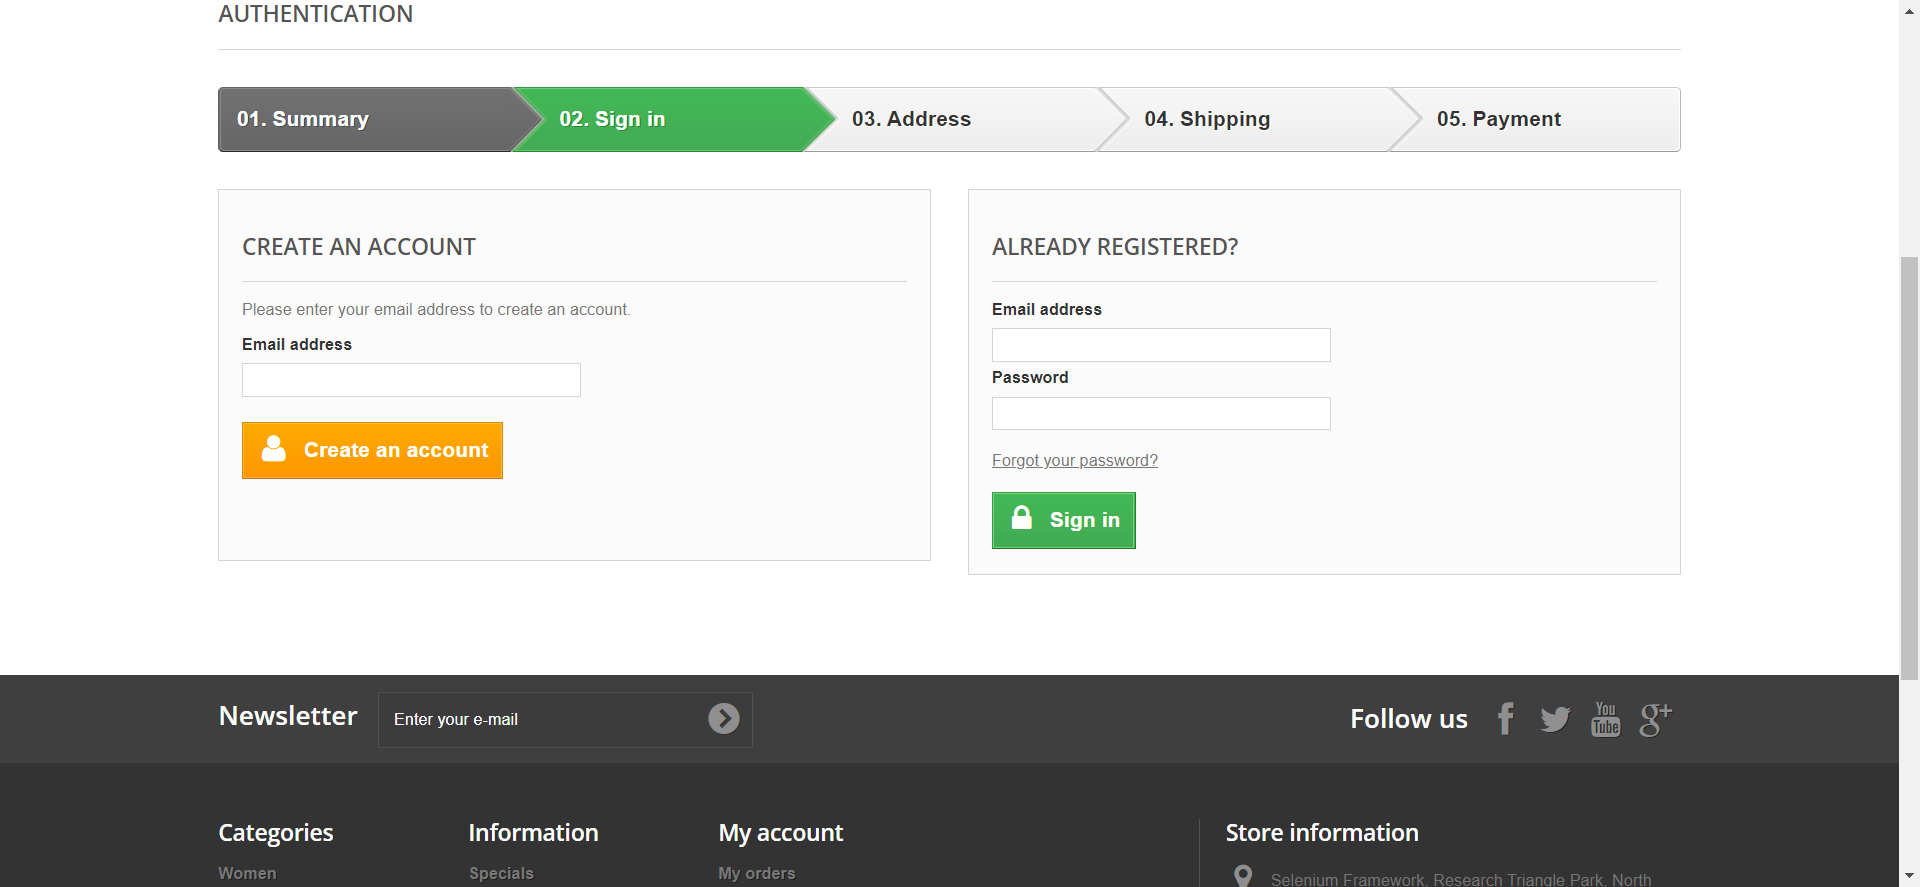 AUTHENTICATION
01. Summary
02. Sign in
03. Address
04. Shipping
05. Payment
CREATE AN ACCOUNT
Please enter your email address to create an account.
Email address
Create an account
ALREADY REGISTERED?
Email address
Password
Forgot your password?
Sign in
Newsletter
Enter your e-mail
Follow us
You
Tube
g+
Categories
Women
Information
Specials
My account
My orders
Store information
Selenium Framework, Research Triangle Park, North